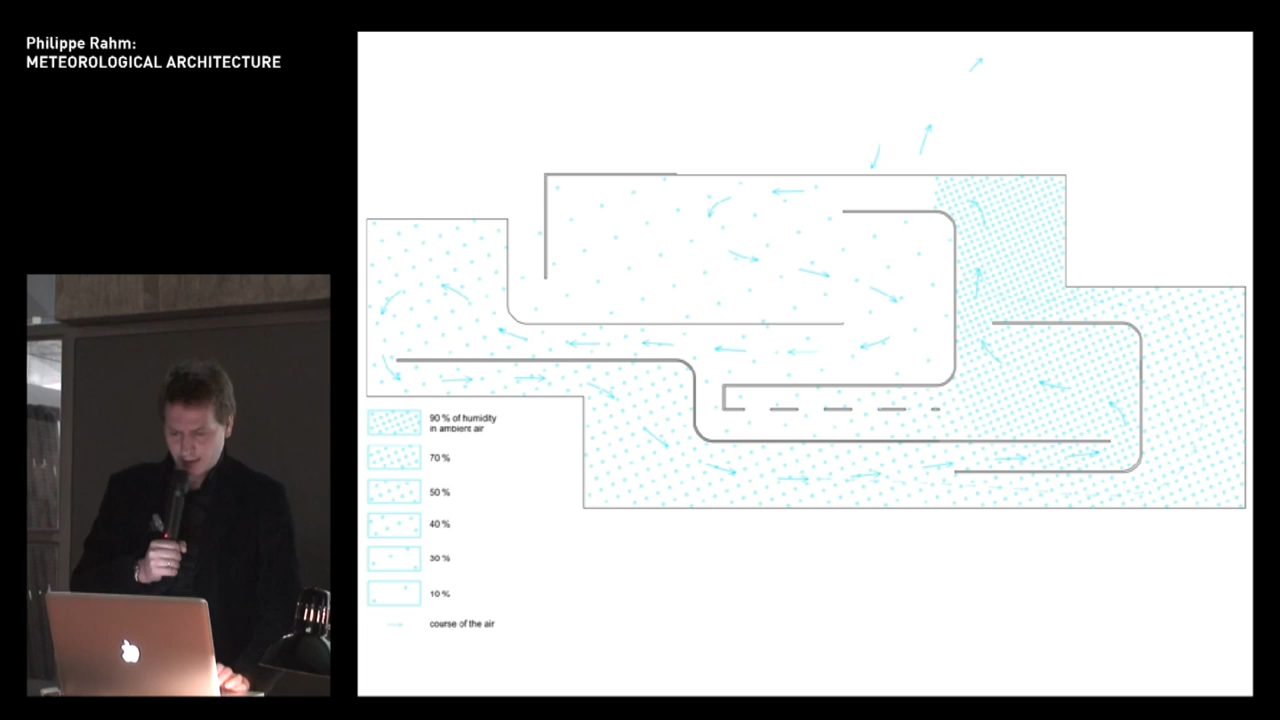 Philippe Rahm:
METEOROLOGICAL ARCHITECTURE
90 % of humidity
in ambient air
70 %
50 %
40 %
30 %
10 %
course of the air